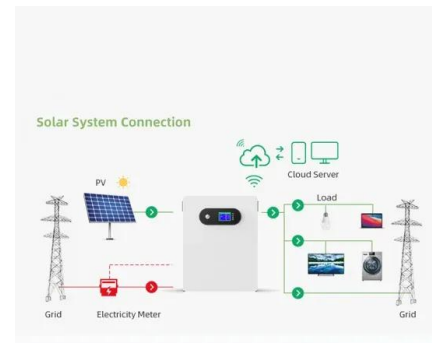 Solar System Connection
Cloud Server
PV
Load
Grid
Electricity Meter
Grid